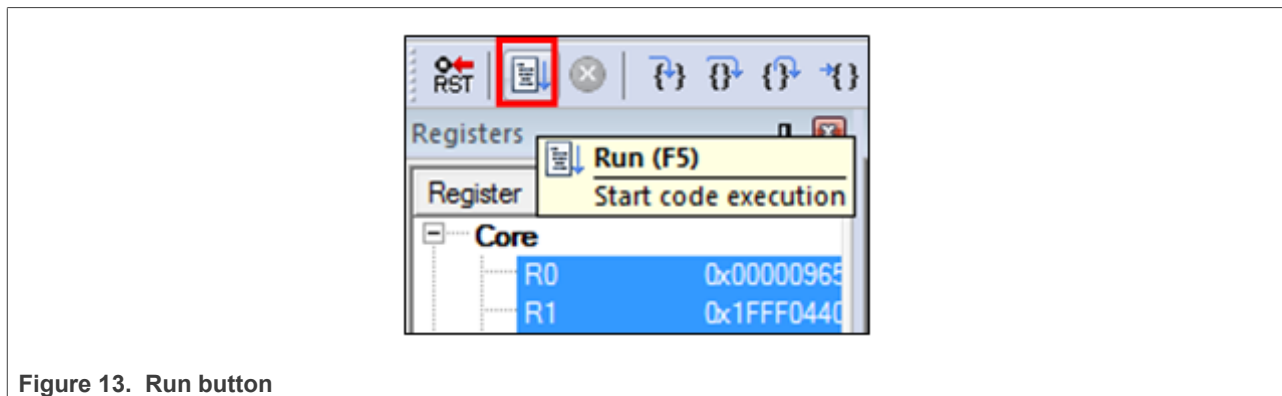 RST
{} {} {} {}
Registers
Run (F5)
Register
Start code execution
Core
R0 0x00000965
R1 0x1FFF0440
Figure 13. Run button